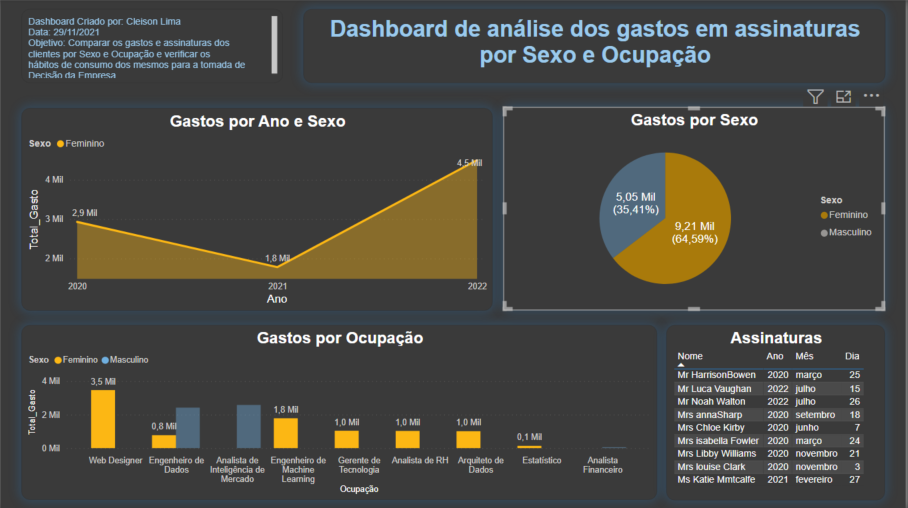 Dashboard Criado por: Cleison Lima
Data: 29/11/2021
Objetivo: Comparar os gastos e assinaturas dos
clientes por Sexo e Ocupação e verificar os
hábitos de consumo dos mesmos para a tomada de
Decisão da Empresa
Dashboard de análise dos gastos em assinaturas
por Sexo e Ocupação
Gastos por Ano e Sexo
Sexo Feminino
Total_Gasto
4 Mil
3 Mil
2 Mil
2,9 Mil
1,8 Mil
4,5 Mil
2020 2021 2022
Ano
Gastos por Sexo
5,05 Mil
(35,41%)
9,21 Mil
(64,59%)
Sexo
Feminino
Masculino
Gastos por Ocupação
Sexo Feminino Masculino
Total_Gasto
4 Mil
2 Mil
0 Mil
3,5 Mil
0,8 Mil
1,8 Mil
1,0 Mil
1,0 Mil
1,0 Mil
0,1 Mil
Web Designer
Engenheiro de
Dados
Analista de
Inteligência de
Mercado
Engenheiro de
Machine
Learning
Gerente de
Tecnologia
Analista de RH
Arquiteto de
Dados
Estatístico
Analista
Financeiro
Ocupação
Assinaturas
Nome Ano Mês Dia
Mr HarrisonBowen 2020 março 25
Mr Luca Vaughan 2022 julho 15
Mr Noah Walton 2022 julho 26
Mrs annaSharp 2020 setembro 18
Mrs Chloe Kirby 2020 junho 7
Mrs isabella Fowler 2020 março 24
Mrs Libby Williams 2020 novembro 21
Mrs louise Clark 2020 novembro 3
Ms Katie Mmtcalfe 2021 fevereiro 27